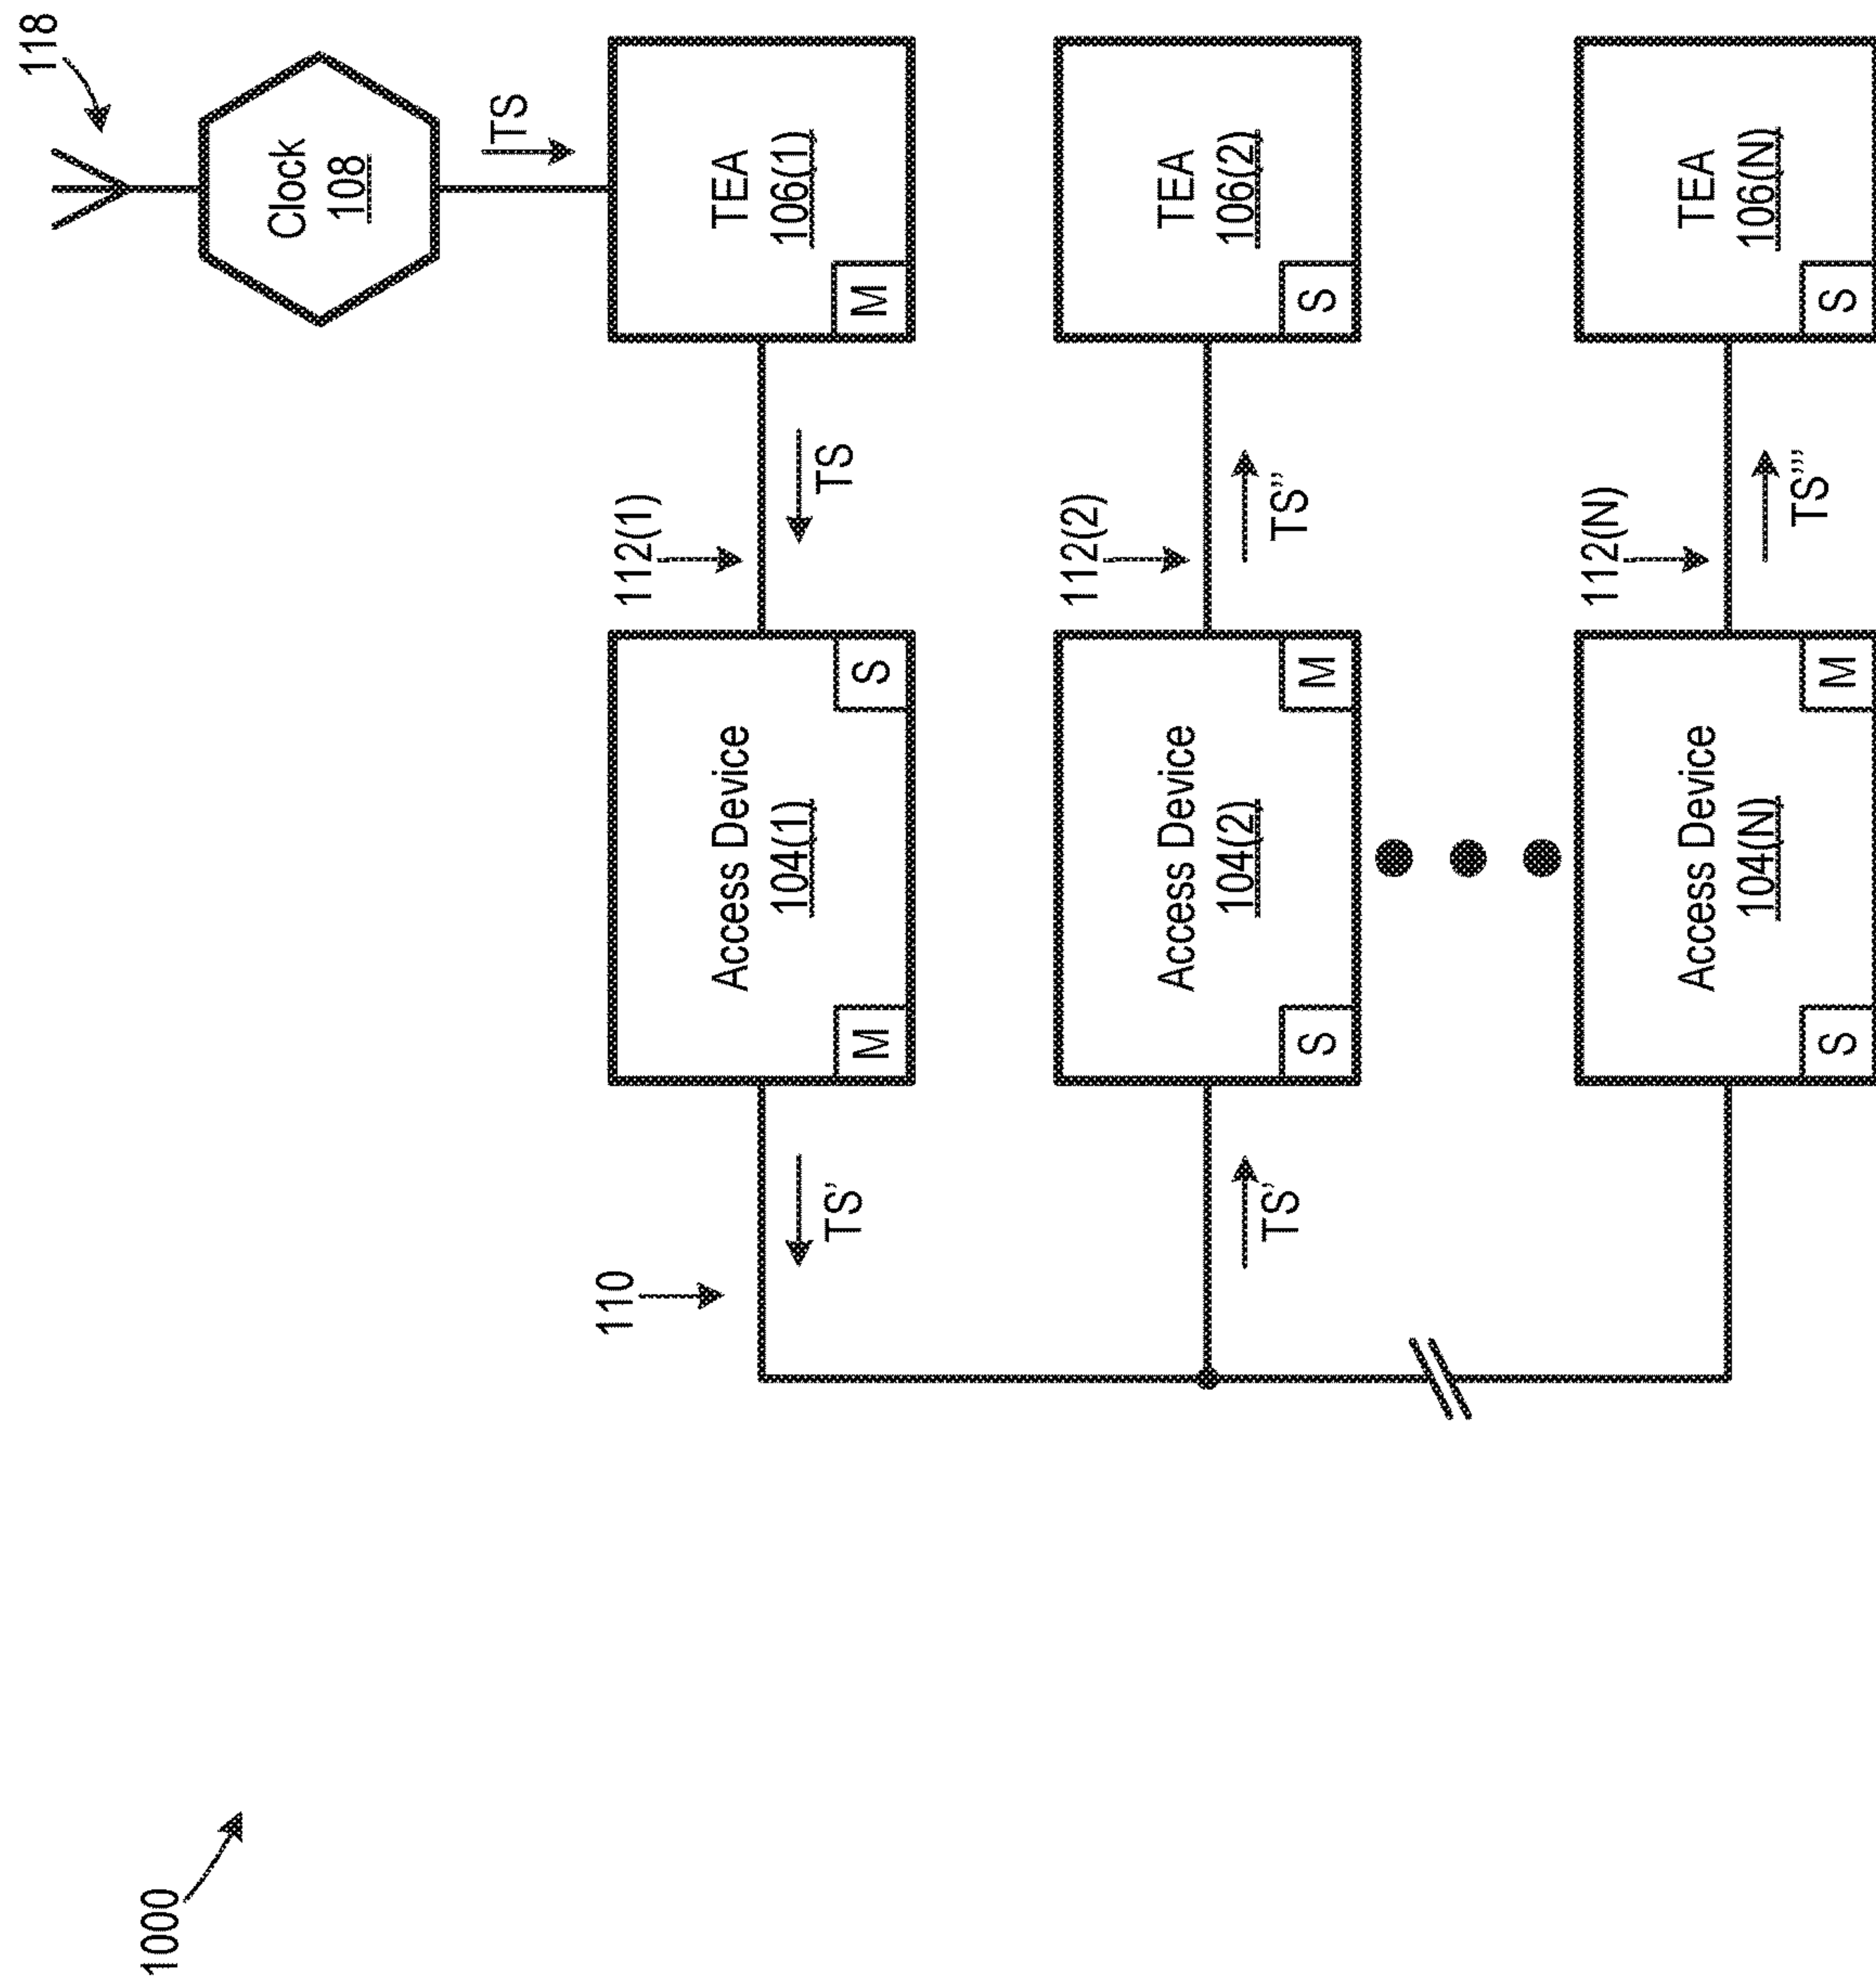 1000
118
Clock
108
TS
TEA
106(1)
M
112(1)
TS
Access Device
104(1)
S
M
110
TS'
TEA
106(2)
S
112(2)
TS''
Access Device
104(2)
M
S
TS'
TEA
106(N)
S
112(N)
TS'''
Access Device
104(N)
M
S